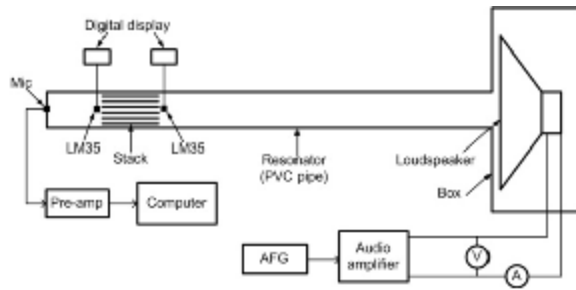 Digital display
Mic
LM35
Stack
LM35
Resonator
(PVC pipe)
Loudspeaker
Box
Pre-amp
Computer
AFG
Audio
amplifier
V
A